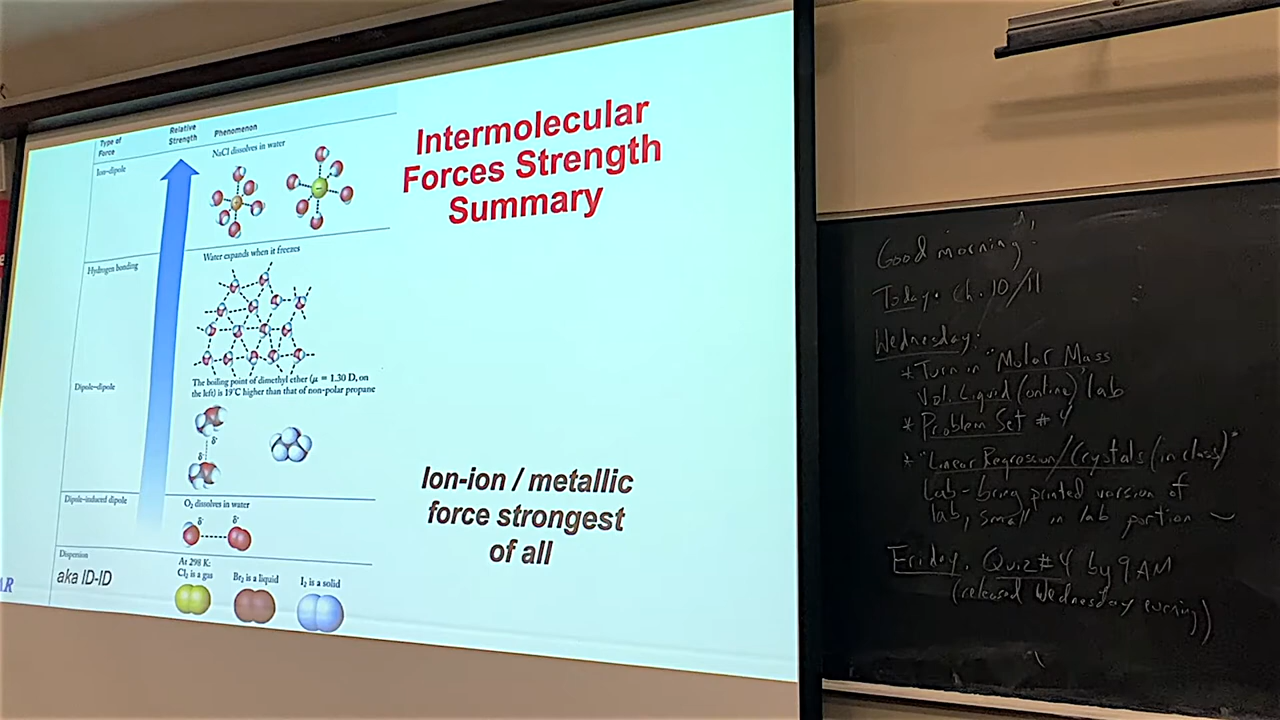 Type of
Force
Relative
Strength
Phenomenon
Ion-dipole
NaCl dissolves in water
Hydrogen bonding
Water expands when it freezes
Dipole-dipole
The boiling point of dimethyl ether (μ = 1.30 D, on
the left) is 19°C higher than that of non-polar propane
δ⁻
δ⁺
Dipole-induced dipole
O₂ dissolves in water
δ⁻ δ⁺
Dispersion
aka ID-ID
At 298 K:
Cl₂ is a gas
Br₂ is a liquid
I₂ is a solid
AR
Intermolecular
Forces Strength
Summary
Ion-ion / metallic
force strongest
of all
Good morning!
Today: Ch. 10/11
Wednesday:
* Turn in "Molar Mass
Vol. Liquid (online)" lab
* Problem Set #4
* "Linear Regression/Crystals (in class)"
Lab - bring printed version of
lab, small in lab portion
Friday. Quiz #4 by 9AM
(released Wednesday evening)